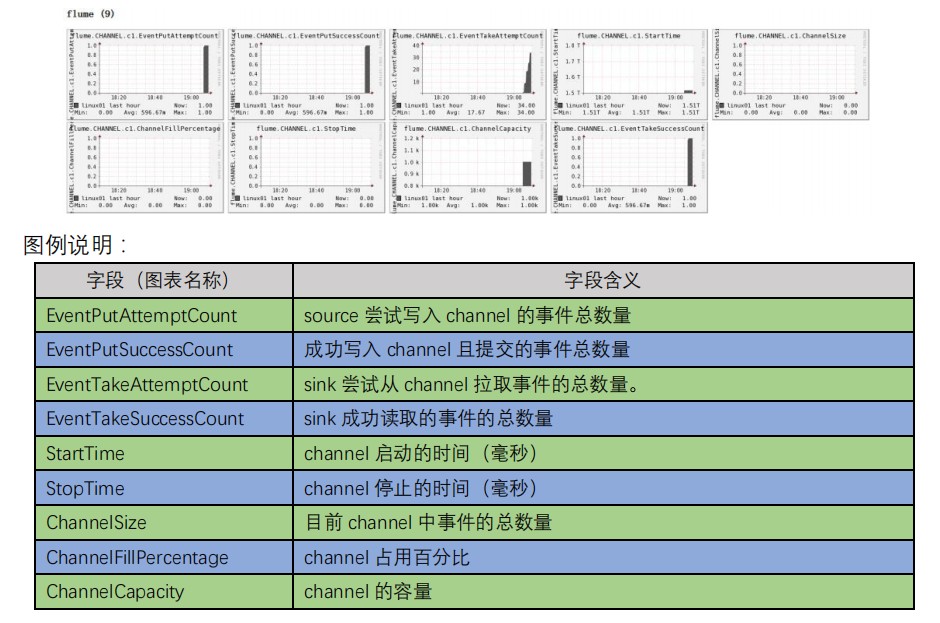 flume (9)
flume.CHANNEL.c1.EventPutAttemptCount
1.0
0.8
0.6
0.4
0.2
0.0
18:20 18:40 19:00
linux01 last hour Now: 1.00
Min: 0.00 Avg: 596.67m Max: 1.00
flume.CHANNEL.c1.EventPutSuccessCount
1.0
0.8
0.6
0.4
0.2
0.0
18:20 18:40 19:00
linux01 last hour Now: 1.00
Min: 0.00 Avg: 596.67m Max: 1.00
flume.CHANNEL.c1.EventTakeAttemptCount
40
30
20
10
18:20 18:40 19:00
linux01 last hour Now: 34.00
Min: 1.00 Avg: 17.67 Max: 34.00
flume.CHANNEL.c1.StartTime
1.8 T
1.7 T
1.6 T
1.5 T
18:20 18:40 19:00
linux01 last hour Now: 1.51T
Min: 1.51T Avg: 1.51T Max: 1.51T
flume.CHANNEL.c1.ChannelSize
1.0
0.8
0.6
0.4
0.2
0.0
18:20 18:40 19:00
linux01 last hour Now: 0.00
Min: 0.00 Avg: 0.00 Max: 0.00
flume.CHANNEL.c1.ChannelFillPercentage
1.0
0.8
0.6
0.4
0.2
0.0
18:20 18:40 19:00
linux01 last hour Now: 0.00
Min: 0.00 Avg: 0.00 Max: 0.00
flume.CHANNEL.c1.StopTime
1.0
0.8
0.6
0.4
0.2
0.0
18:20 18:40 19:00
linux01 last hour Now: 0.00
Min: 0.00 Avg: 0.00 Max: 0.00
flume.CHANNEL.c1.ChannelCapacity
1.2 k
1.1 k
1.0 k
0.9 k
0.8 k
18:20 18:40 19:00
linux01 last hour Now: 1.00k
Min: 1.00k Avg: 1.00k Max: 1.00k
flume.CHANNEL.c1.EventTakeSuccessCount
1.0
0.8
0.6
0.4
0.2
0.0
18:20 18:40 19:00
linux01 last hour Now: 1.00
Min: 0.00 Avg: 596.67m Max: 1.00
图例说明：
字段（图表名称） 字段含义
EventPutAttemptCount source 尝试写入 channel 的事件总数量
EventPutSuccessCount 成功写入 channel 且提交的事件总数量
EventTakeAttemptCount sink 尝试从 channel 拉取事件的总数量。
EventTakeSuccessCount sink 成功读取的事件的总数量
StartTime channel 启动的时间（毫秒）
StopTime channel 停止的时间（毫秒）
ChannelSize 目前 channel 中事件的总数量
ChannelFillPercentage channel 占用百分比
ChannelCapacity channel 的容量